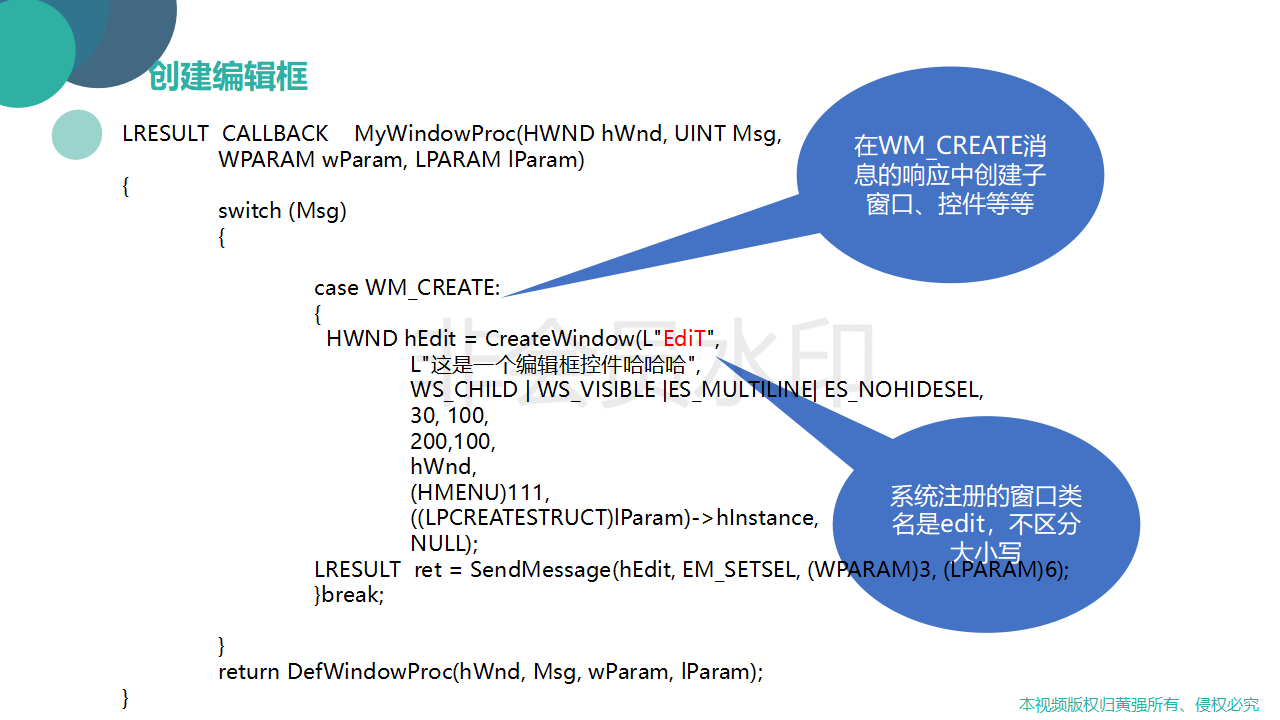 创建编辑框
LRESULT CALLBACK MyWindowProc(HWND hWnd, UINT Msg,
WPARAM wParam, LPARAM lParam)
{
switch (Msg)
{
case WM_CREATE:
{
HWND hEdit = CreateWindow(L"EdiT",
L"这是一个编辑框控件哈哈哈",
WS_CHILD | WS_VISIBLE |ES_MULTILINE| ES_NOHIDESEL,
30, 100,
200,100,
hWnd,
(HMENU)111,
((LPCREATESTRUCT)lParam)->hInstance,
NULL);
LRESULT ret = SendMessage(hEdit, EM_SETSEL, (WPARAM)3, (LPARAM)6);
}break;
}
return DefWindowProc(hWnd, Msg, wParam, lParam);
}
在WM_CREATE消
息的响应中创建子
窗口、控件等等
系统注册的窗口类
名是edit，不区分
大小写
非会员水印
本视频版权归黄强所有、侵权必究